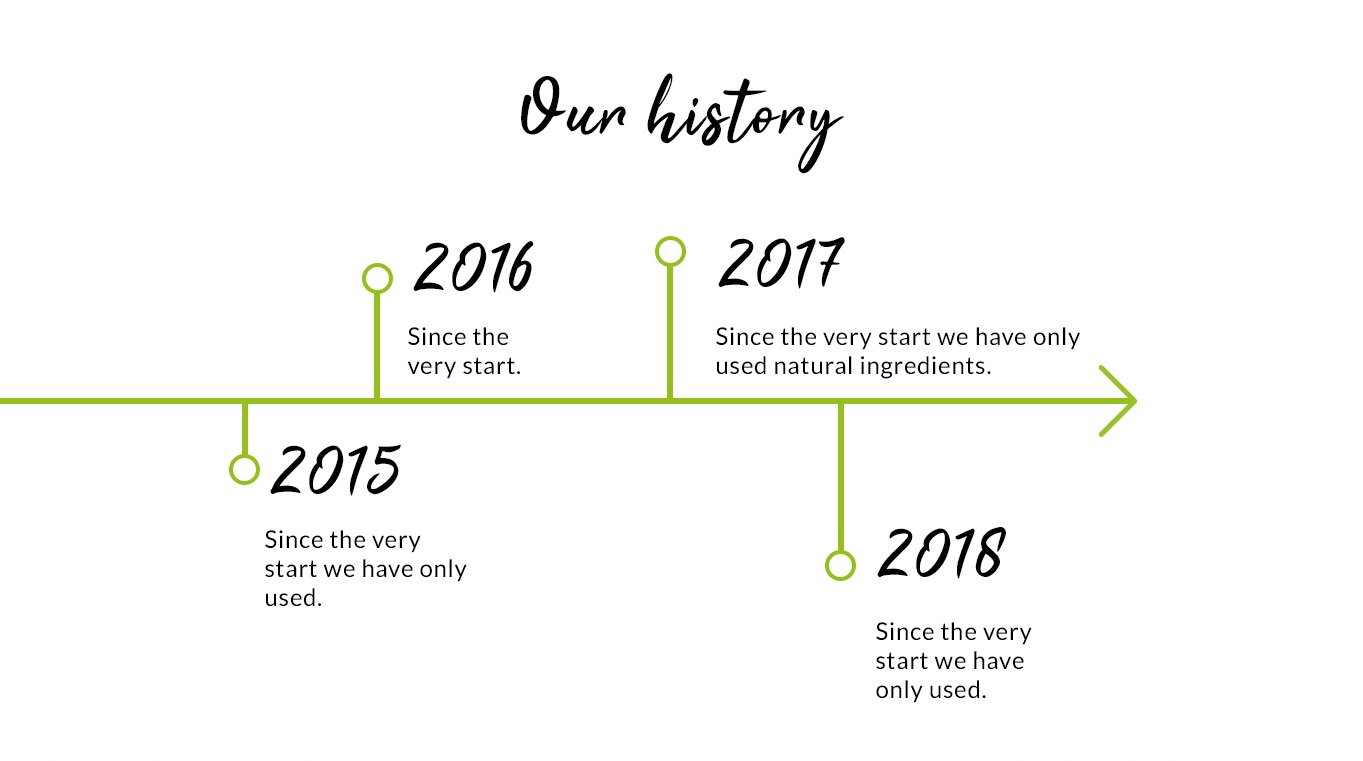 Our history
2016
Since the
very start.
2017
Since the very start we have only
used natural ingredients.
2015
Since the very
start we have only
used.
2018
Since the very
start we have
only used.